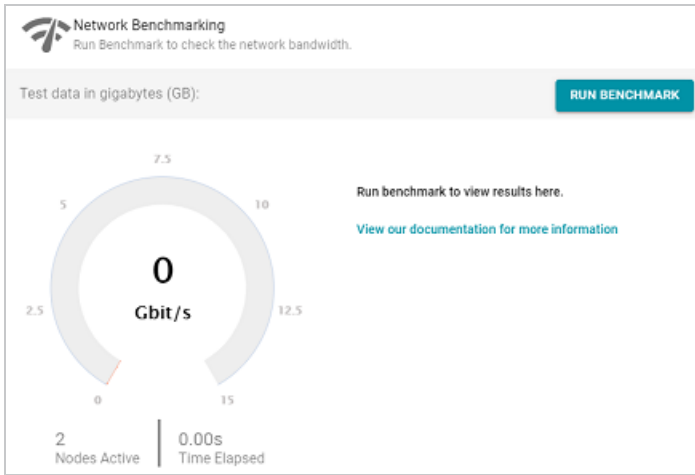 Network Benchmarking
Run Benchmark to check the network bandwidth.
Test data in gigabytes (GB):
RUN BENCHMARK
7.5
5
10
2.5
12.5
0
15
0
Gbit/s
Run benchmark to view results here.
View our documentation for more information
2
Nodes Active
0.00s
Time Elapsed